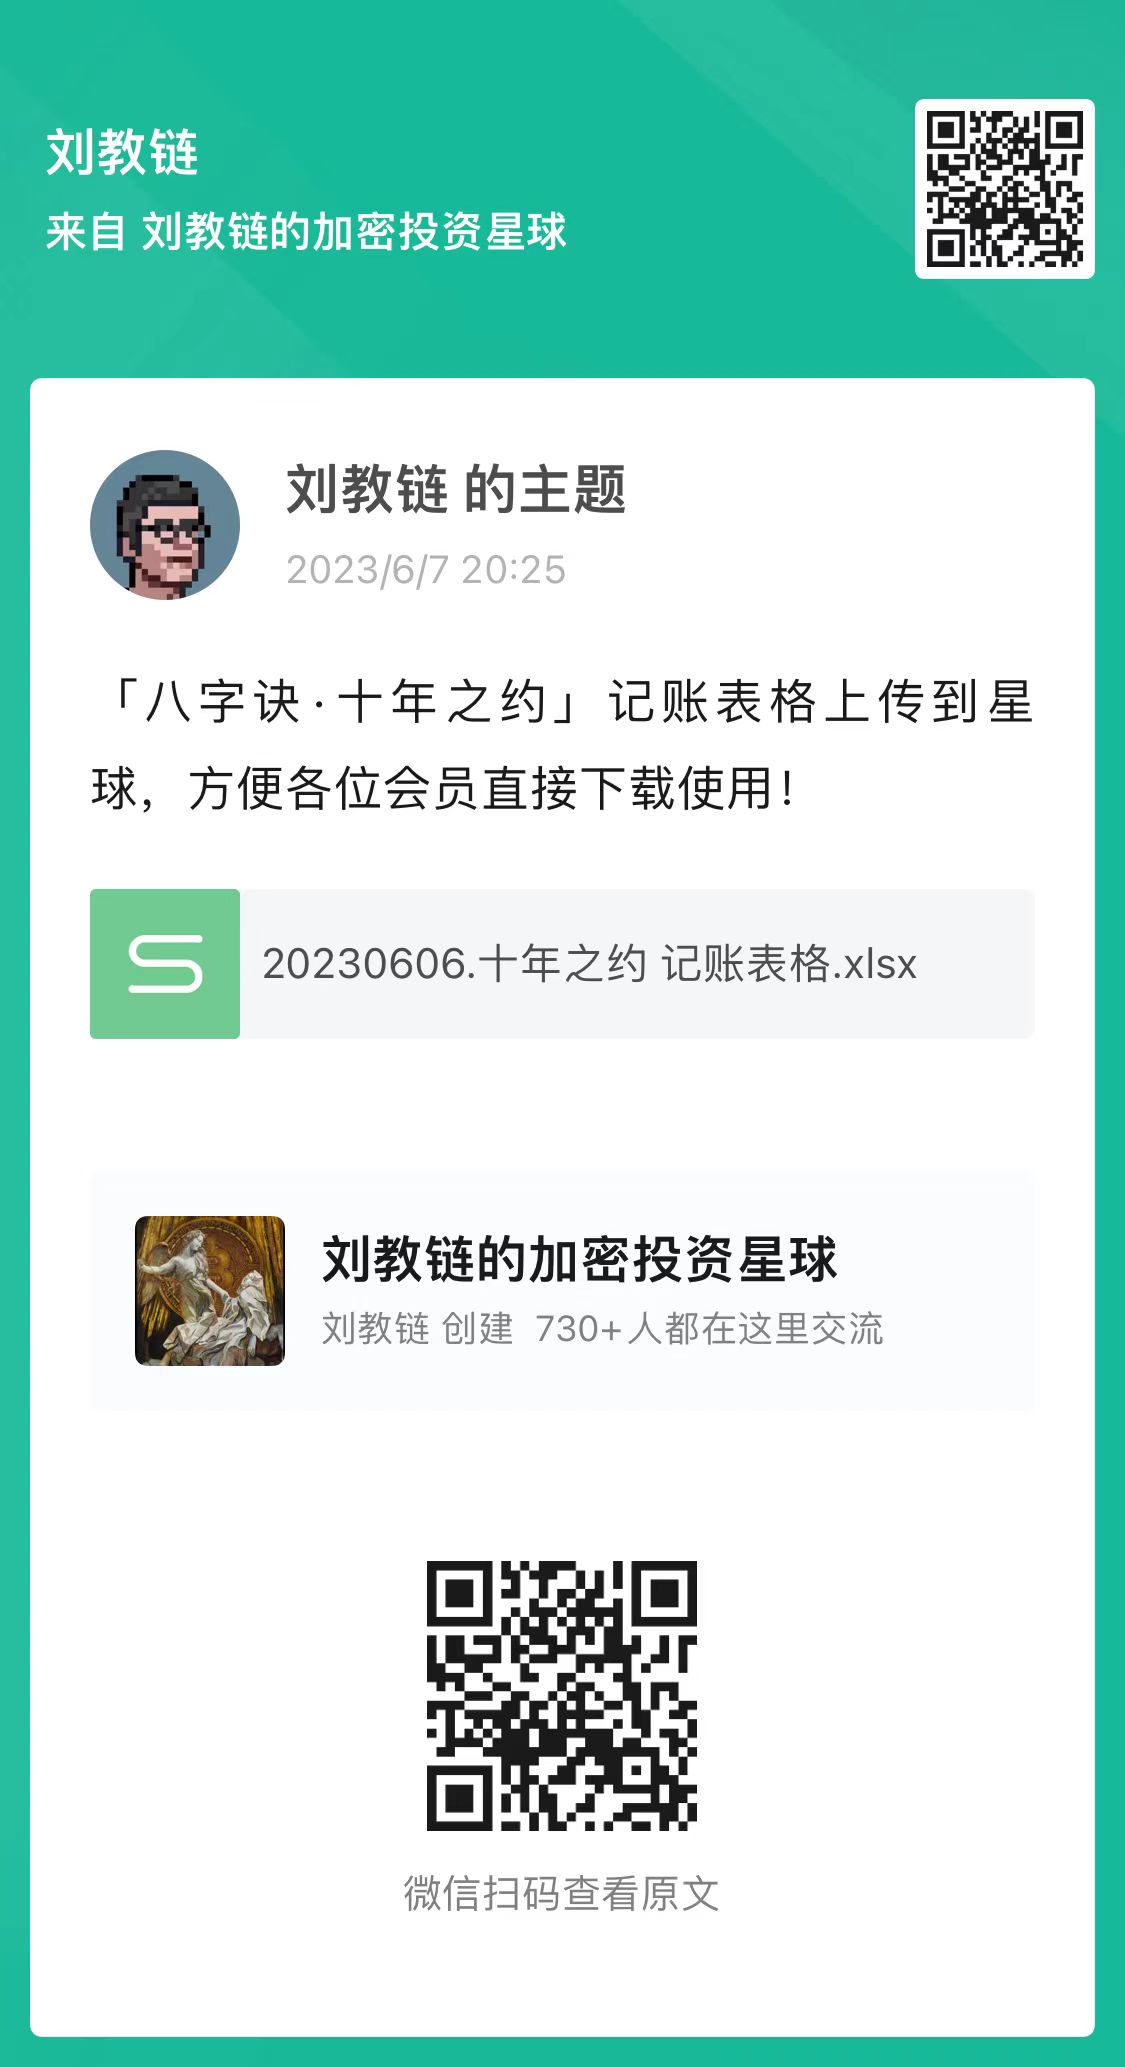 刘教链
来自 刘教链的加密投资星球
刘教链 的主题
2023/6/7 20:25
「八字诀·十年之约」记账表格上传到星
球，方便各位会员直接下载使用！
20230606.十年之约 记账表格.xlsx
刘教链的加密投资星球
刘教链 创建 730+人都在这里交流
微信扫码查看原文